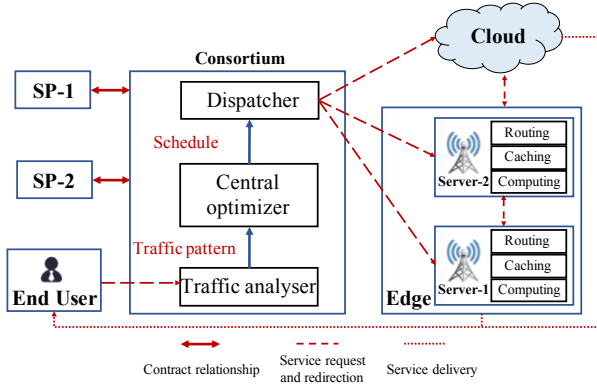 Cloud
Consortium
SP-1
Dispatcher
Schedule
SP-2
Central
optimizer
Traffic pattern
Traffic analyser
End User
Routing
Caching
Computing
Server-2
Routing
Caching
Computing
Server-1
Edge
Contract relationship
Service request
and redirection
Service delivery